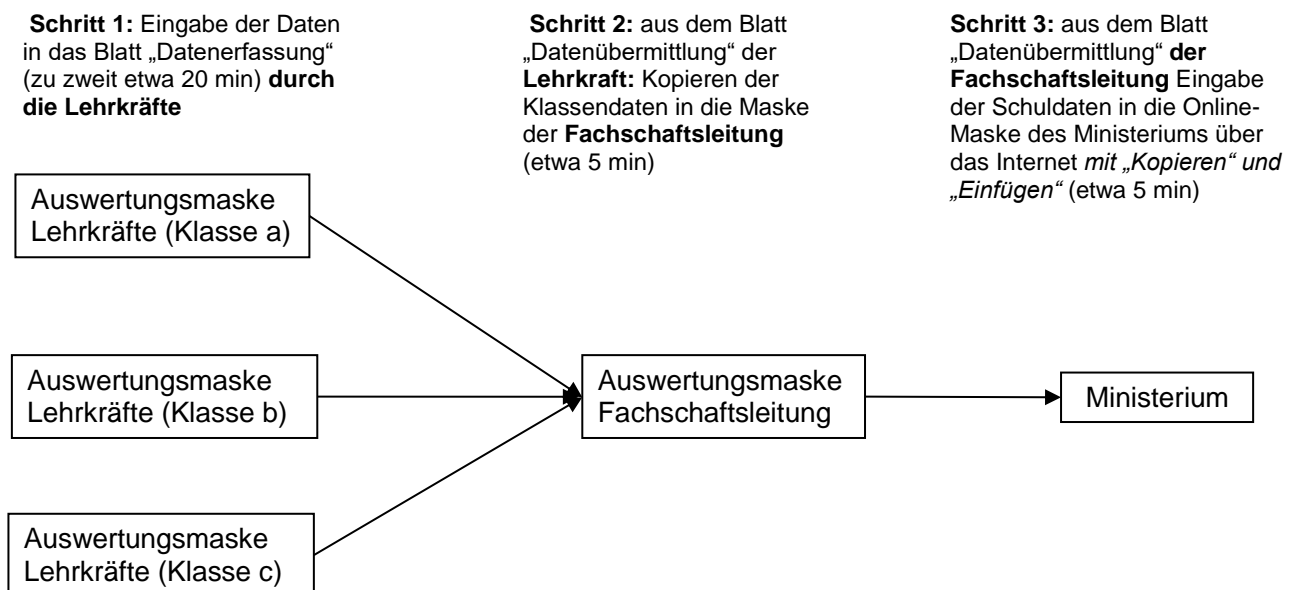 Schritt 1: Eingabe der Daten
in das Blatt „Datenerfassung“
(zu zweit etwa 20 min) durch
die Lehrkräfte
Schritt 2: aus dem Blatt
„Datenübermittlung“ der
Lehrkraft: Kopieren der
Klassendaten in die Maske
der Fachschaftsleitung
(etwa 5 min)
Schritt 3: aus dem Blatt
„Datenübermittlung“ der
Fachschaftsleitung Eingabe
der Schuldaten in die Online-
Maske des Ministeriums über
das Internet mit „Kopieren“ und
„Einfügen“ (etwa 5 min)
Auswertungsmaske
Lehrkräfte (Klasse a)
Auswertungsmaske
Lehrkräfte (Klasse b)
Auswertungsmaske
Fachschaftsleitung
Ministerium
Auswertungsmaske
Lehrkräfte (Klasse c)